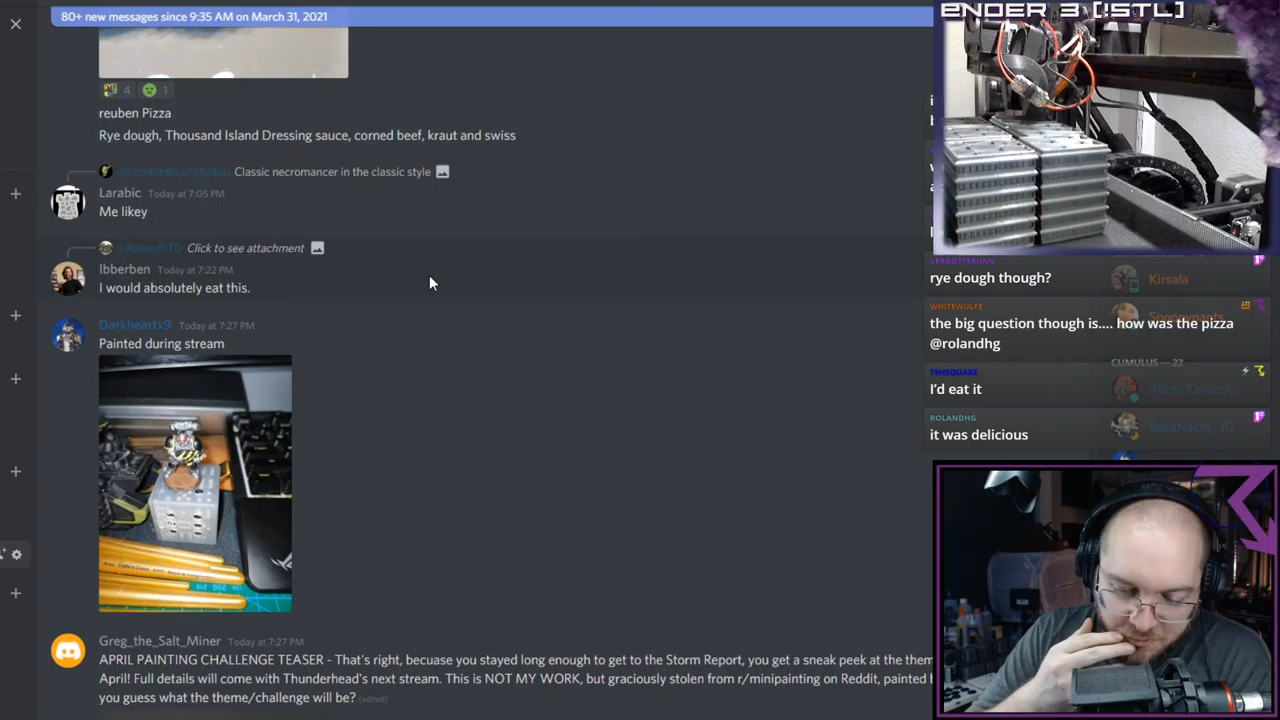 80+ new messages since 9:35 AM on March 31, 2021
4 1
reuben Pizza
Rye dough, Thousand Island Dressing sauce, corned beef, kraut and swiss
@ZombieBrushStudios Classic necromancer in the classic style
Larabic Today at 7:05 PM
Me likey
@RolandhTG Click to see attachment
Ibberben Today at 7:22 PM
I would absolutely eat this.
Darkheartx9 Today at 7:27 PM
Painted during stream
Greg_the_Salt_Miner Today at 7:27 PM
APRIL PAINTING CHALLENGE TEASER - That's right, becuase you stayed long enough to get to the Storm Report, you get a sneak peek at the them
April! Full details will come with Thunderhead's next stream. This is NOT MY WORK, but graciously stolen from r/minipainting on Reddit, painted b
you guess what the theme/challenge will be? (edited)
ENDER 3 [!STL]
VERGOTTERUNG
rye dough though?
Kirsala
WHITEWULFE
the big question though is.... how was the pizza
@rolandhg
CUMULUS — 22
TEHSQUARE
I'd eat it
Alaric Kerensky
ROLANDHG
it was delicious
BellaNacht_3D